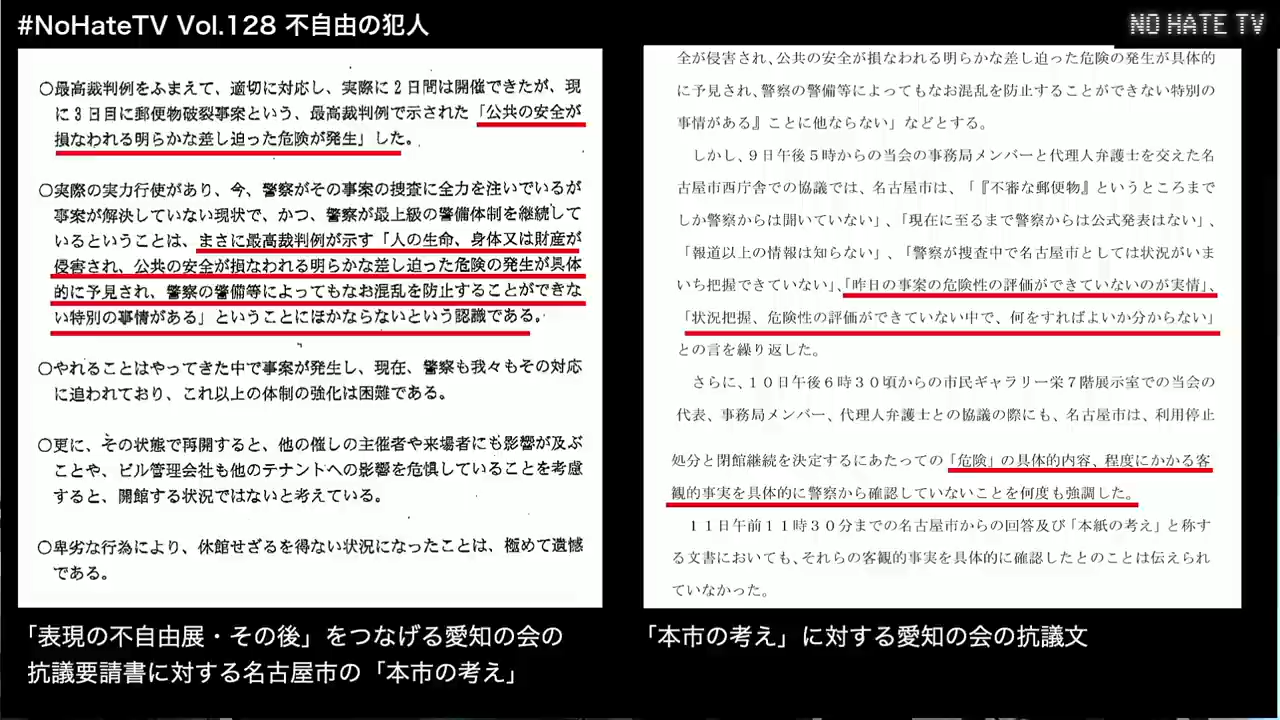 #NoHateTV Vol.128 不自由の犯人
NO HATE TV
○最高裁判例をふまえて、適切に対応し、実際に２日間は開催できたが、現
に３日目に郵便物破裂事案という、最高裁判例で示された「公共の安全が
損なわれる明らかな差し迫った危険が発生」した。
○実際の実力行使があり、今、警察がその事案の捜査に全力を注いでいるが
事案が解決していない現状で、かつ、警察が最上級の警備体制を継続して
いるということは、まさに最高裁判例が示す「人の生命、身体又は財産が
侵害され、公共の安全が損なわれる明らかな差し迫った危険の発生が具体
的に予見され、警察の警備等によってもなお混乱を防止することができな
い特別の事情がある」ということにほかならないという認識である。
○やれることはやってきた中で事案が発生し、現在、警察も我々もその対応
に追われており、これ以上の体制の強化は困難である。
○更に、その状態で再開すると、他の催しの主催者や来場者にも影響が及ぶ
ことや、ビル管理会社も他のテナントへの影響を危惧していることを考慮
すると、開館する状況ではないと考えている。
○卑劣な行為により、休館せざるを得ない状況になったことは、極めて遺憾
である。
「表現の不自由展・その後」をつなげる愛知の会の
抗議要請書に対する名古屋市の「本市の考え」
全が侵害され、公共の安全が損なわれる明らかな差し迫った危険の発生が具体的
に予見され、警察の警備等によってもなお混乱を防止することができない特別の
事情がある』ことに他ならない」などとする。
しかし、９日午後５時からの当会の事務局メンバーと代理人弁護士を交えた名
古屋市西庁舎での協議では、名古屋市は、「『不審な郵便物』というところまで
しか警察からは聞いていない」、「現在に至るまで警察からは公式発表はない」、
「報道以上の情報は知らない」、「警察が捜査中で名古屋市としては状況がいま
いち把握できていない」、「昨日の事案の危険性の評価ができていないのが実情」、
「状況把握、危険性の評価ができていない中で、何をすればよいか分からない」
との言を繰り返した。
さらに、１０日午後６時３０頃からの市民ギャラリー栄７階展示室での当会の
代表、事務局メンバー、代理人弁護士との協議の際にも、名古屋市は、利用停止
処分と閉館継続を決定するにあたっての「危険」の具体的内容、程度にかかる客
観的事実を具体的に警察から確認していないことを何度も強調した。
１１日午前１１時３０分までの名古屋市からの回答及び「本紙の考え」と称す
る文書においても、それらの客観的事実を具体的に確認したとのことは伝えられ
ていなかった。
「本市の考え」に対する愛知の会の抗議文